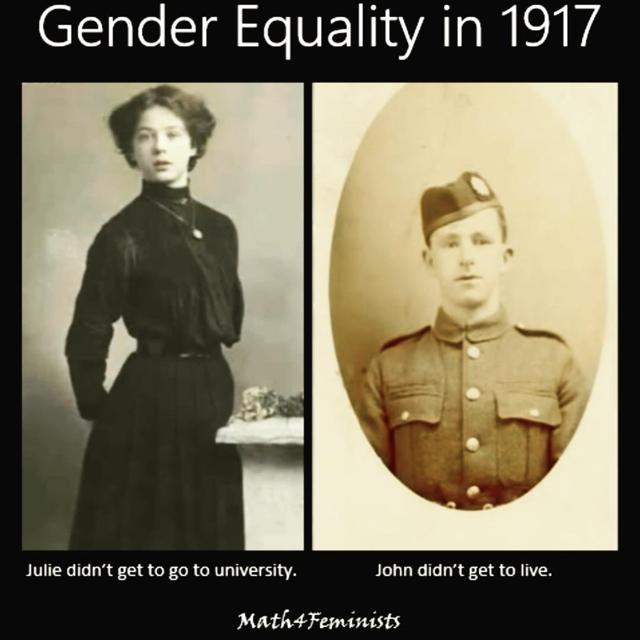 Gender Equality in 1917
Julie didn't get to go to university.
John didn't get to live.
Math4Feminists